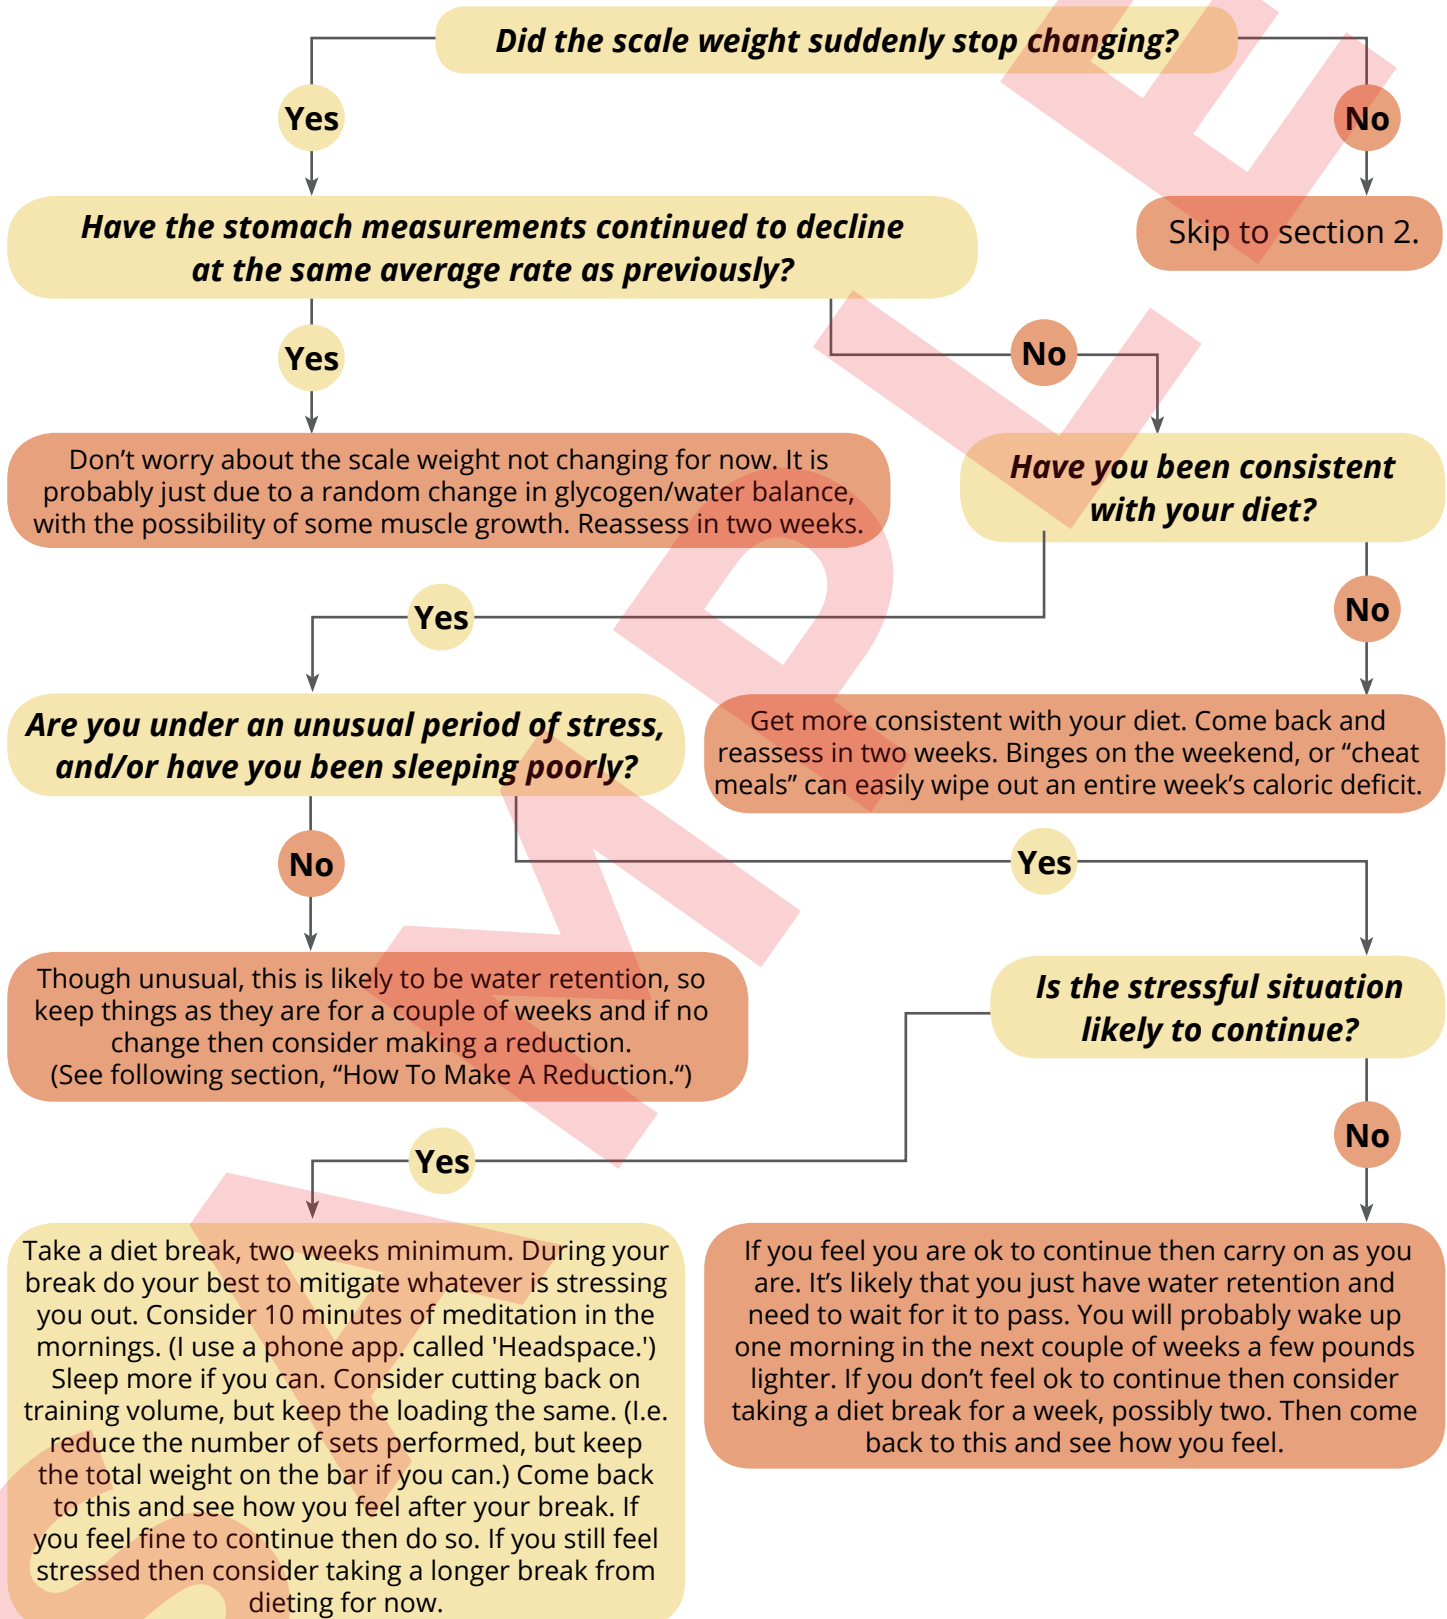 Did the scale weight suddenly stop changing?
Yes
No
Have the stomach measurements continued to decline
at the same average rate as previously?
Skip to section 2.
Yes
No
Don’t worry about the scale weight not changing for now. It is
probably just due to a random change in glycogen/water balance,
with the possibility of some muscle growth. Reassess in two weeks.
Have you been consistent
with your diet?
Yes
No
Are you under an unusual period of stress,
and/or have you been sleeping poorly?
Get more consistent with your diet. Come back and
reassess in two weeks. Binges on the weekend, or “cheat
meals” can easily wipe out an entire week’s caloric deficit.
No
Yes
Though unusual, this is likely to be water retention, so
keep things as they are for a couple of weeks and if no
change then consider making a reduction.
(See following section, “How To Make A Reduction.“)
Is the stressful situation
likely to continue?
Yes
No
Take a diet break, two weeks minimum. During your
break do your best to mitigate whatever is stressing
you out. Consider 10 minutes of meditation in the
mornings. (I use a phone app. called 'Headspace.')
Sleep more if you can. Consider cutting back on
training volume, but keep the loading the same. (I.e.
reduce the number of sets performed, but keep
the total weight on the bar if you can.) Come back
to this and see how you feel after your break. If
you feel fine to continue then do so. If you still feel
stressed then consider taking a longer break from
dieting for now.
If you feel you are ok to continue then carry on as you
are. It’s likely that you just have water retention and
need to wait for it to pass. You will probably wake up
one morning in the next couple of weeks a few pounds
lighter. If you don’t feel ok to continue then consider
taking a diet break for a week, possibly two. Then come
back to this and see how you feel.
SAMPLE